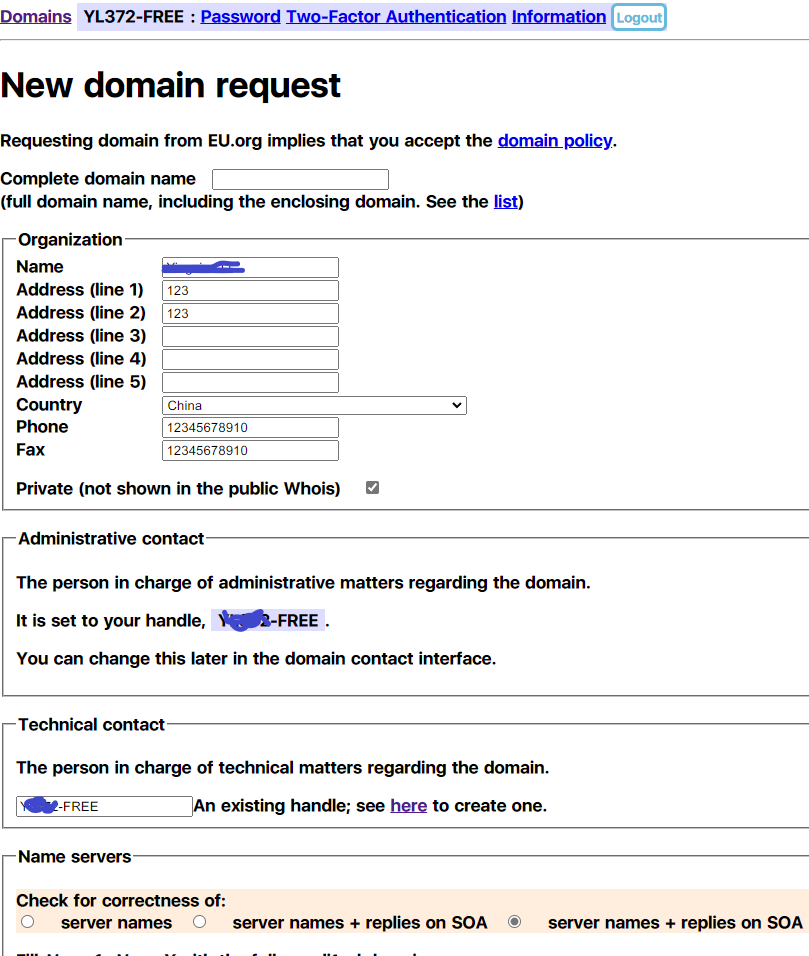 Domains YL372-FREE : Password Two-Factor Authentication Information Logout
New domain request
Requesting domain from EU.org implies that you accept the domain policy.
Complete domain name
(full domain name, including the enclosing domain. See the list)
Organization
Name
Address (line 1) 123
Address (line 2) 123
Address (line 3)
Address (line 4)
Address (line 5)
Country China
Phone 12345678910
Fax 12345678910
Private (not shown in the public Whois)
Administrative contact
The person in charge of administrative matters regarding the domain.
It is set to your handle, -FREE .
You can change this later in the domain contact interface.
Technical contact
The person in charge of technical matters regarding the domain.
-FREE An existing handle; see here to create one.
Name servers
Check for correctness of:
server names server names + replies on SOA server names + replies on SOA